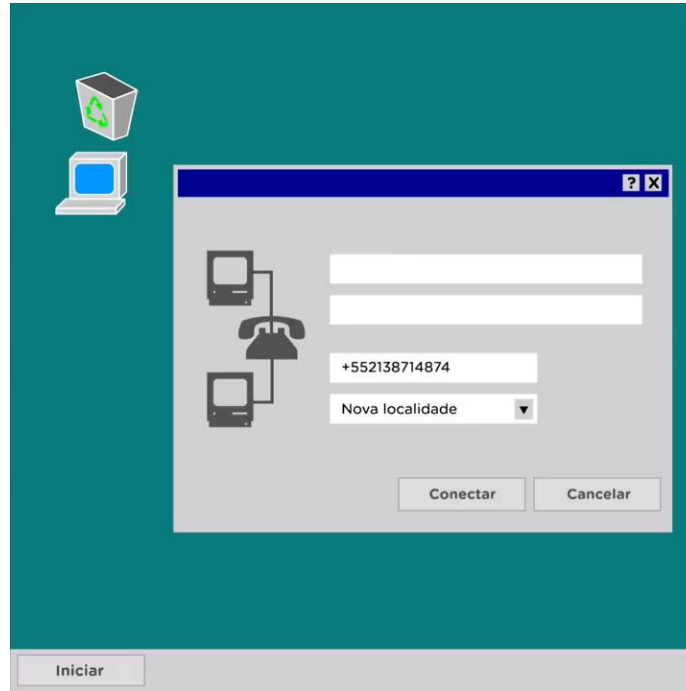 ? X
+552138714874
Nova localidade
Conectar Cancelar
Iniciar